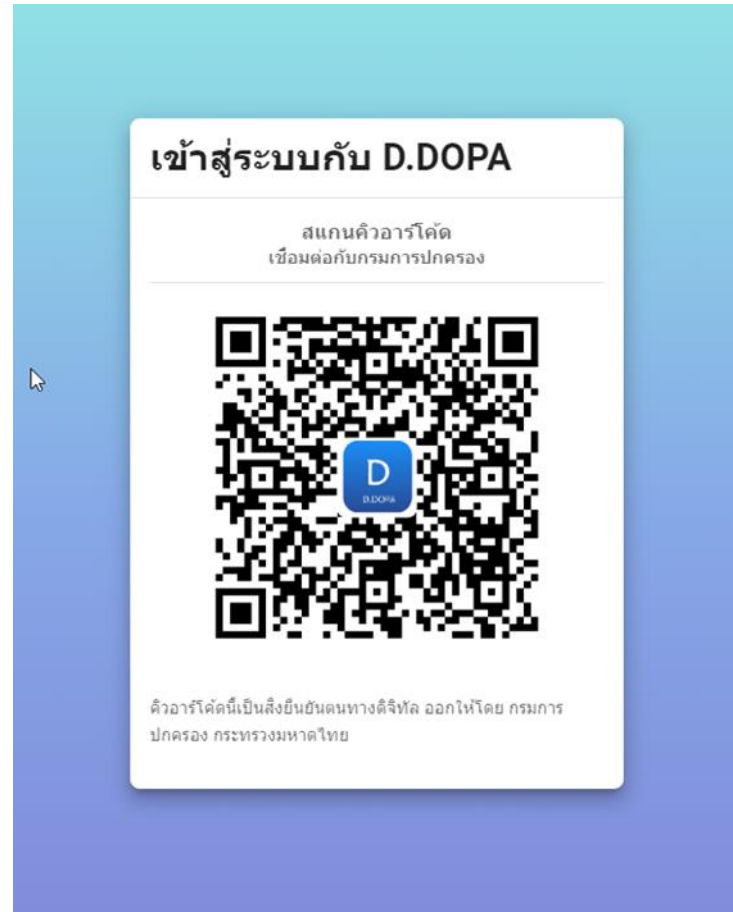 เข้าสู่ระบบกับ D.DOPA
สแกนคิวอาร์โค้ด
เชื่อมต่อกับกรมการปกครอง
D
D.DOPA
คิวอาร์โค้ดนี้เป็นสิ่งยืนยันตนทางดิจิทัล ออกให้โดย กรมการ
ปกครอง กระทรวงมหาดไทย